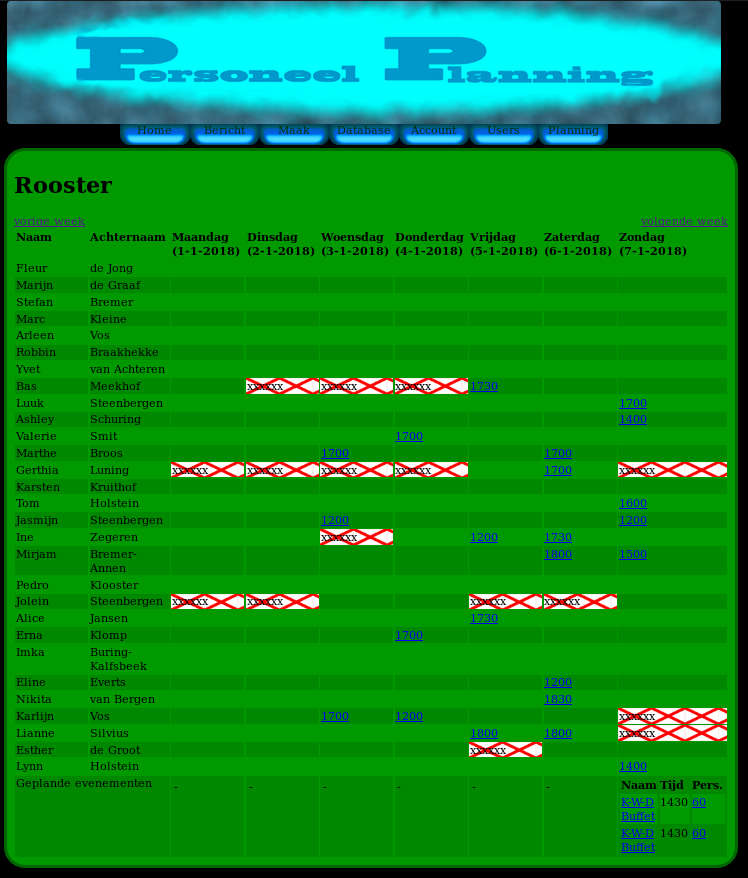 Personeel Planning
Home Bericht Maak Database Account Users Planning
Rooster
vorige week volgende week
Naam Achternaam Maandag Dinsdag Woensdag Donderdag Vrijdag Zaterdag Zondag
(1-1-2018) (2-1-2018) (3-1-2018) (4-1-2018) (5-1-2018) (6-1-2018) (7-1-2018)
Fleur de Jong
Marijn de Graaf
Stefan Bremer
Marc Kleine
Arleen Vos
Robbin Braakhekke
Yvet van Achteren
Bas Meekhof xxxxxx xxxxxx xxxxxx 1730
Luuk Steenbergen 1700
Ashley Schuring 1400
Valerie Smit 1700
Marthe Broos 1700 1700
Gerthia Luning xxxxxx xxxxxx xxxxxx xxxxxx 1700 xxxxxx
Karsten Kruithof
Tom Holstein 1600
Jasmijn Steenbergen 1200 1200
Ine Zegeren xxxxxx 1200 1730
Mirjam Bremer- 1800 1500
Annen
Pedro Klooster
Jolein Steenbergen xxxxxx xxxxxx xxxxxx xxxxxx
Alice Jansen 1730
Erna Klomp 1700
Imka Buring-
Kalfsbeek
Eline Everts 1200
Nikita van Bergen 1830
Karlijn Vos 1700 1200 xxxxxx
Lianne Silvius 1800 1800 xxxxxx
Esther de Groot xxxxxx
Lynn Holstein 1400
Geplande evenementen - - - - - - Naam Tijd Pers.
K-W-D 1430 60
Buffet
K-W-D 1430 60
Buffet